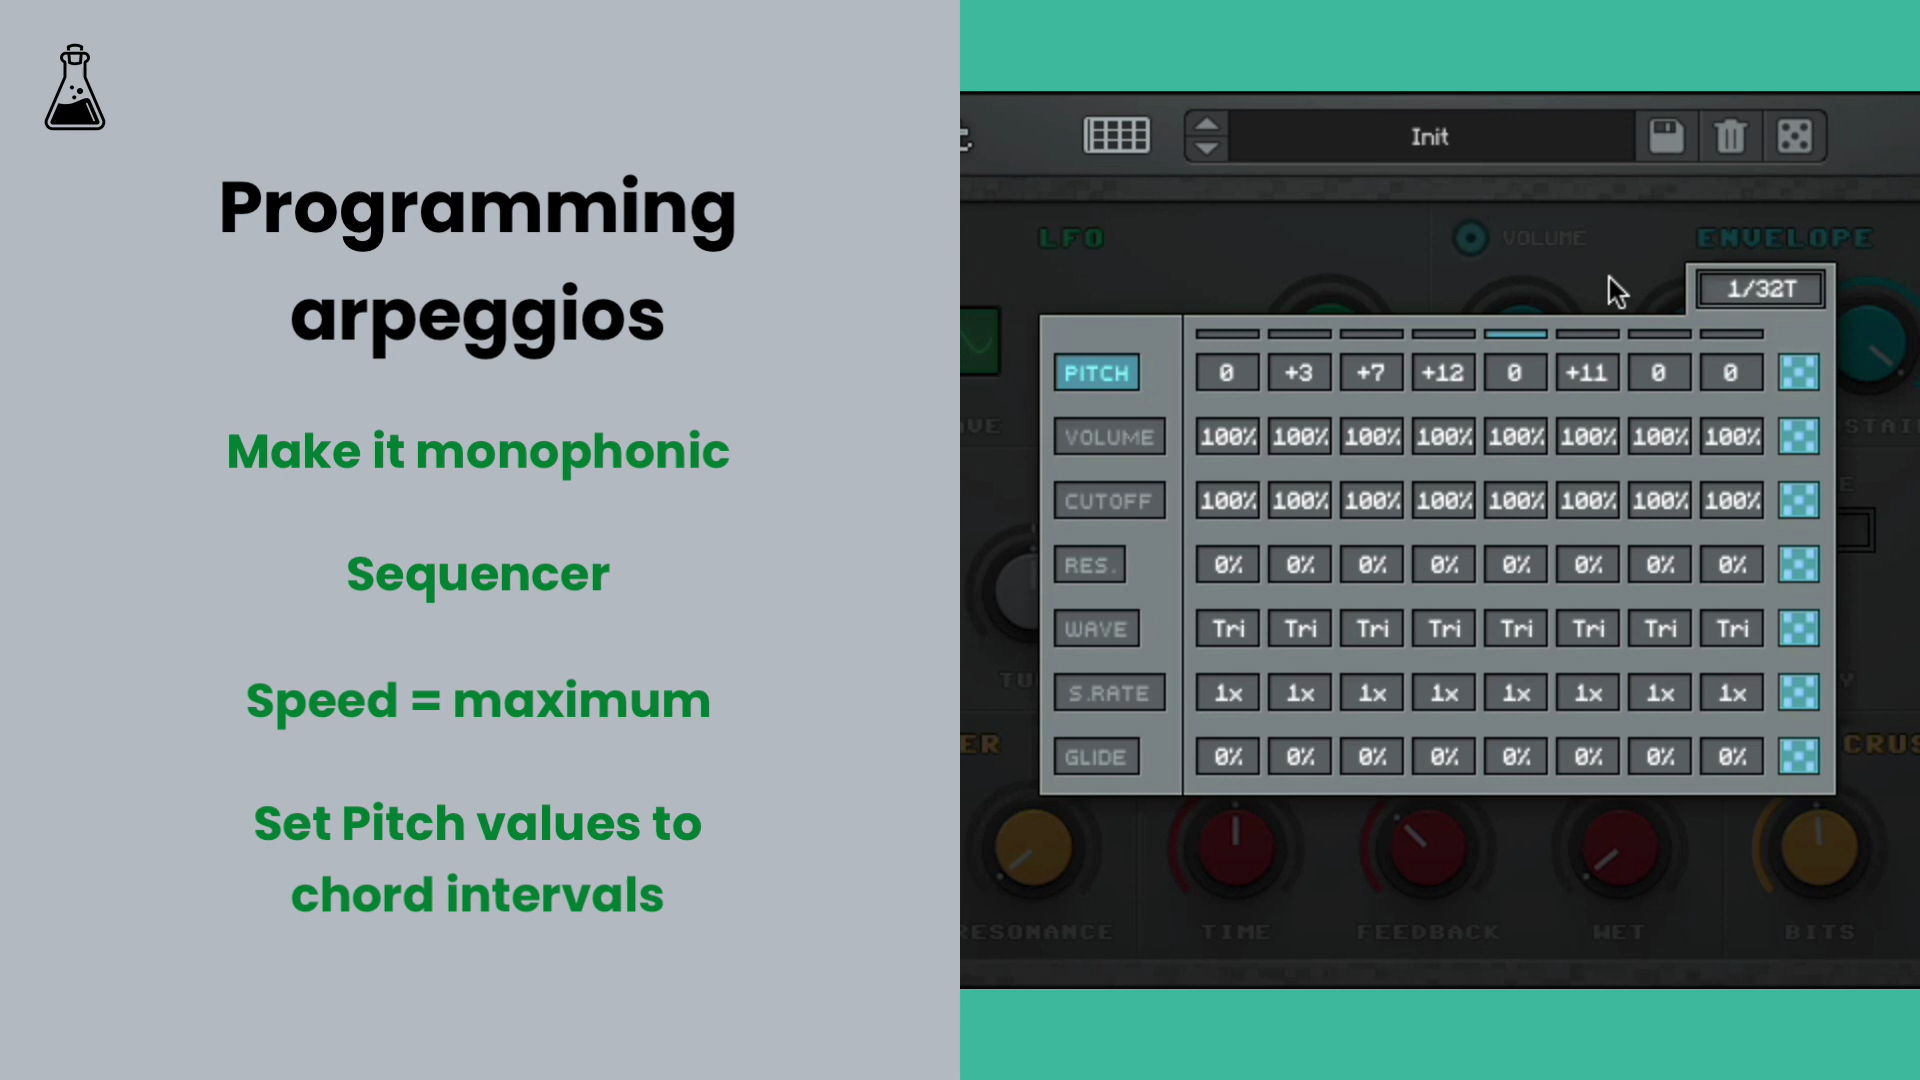 Programming
arpeggios
Make it monophonic
Sequencer
Speed = maximum
Set Pitch values to
chord intervals
Init
LFO
VOLUME
ENVELOPE
1/32T
PITCH 0 +3 +7 +12 0 +11 0 0
VOLUME 100% 100% 100% 100% 100% 100% 100% 100%
CUTOFF 100% 100% 100% 100% 100% 100% 100% 100%
RES. 0% 0% 0% 0% 0% 0% 0% 0%
WAVE Tri Tri Tri Tri Tri Tri Tri Tri
S.RATE 1x 1x 1x 1x 1x 1x 1x 1x
GLIDE 0% 0% 0% 0% 0% 0% 0% 0%
ESONANCE
TIME
FEEDBACK
WET
BITS